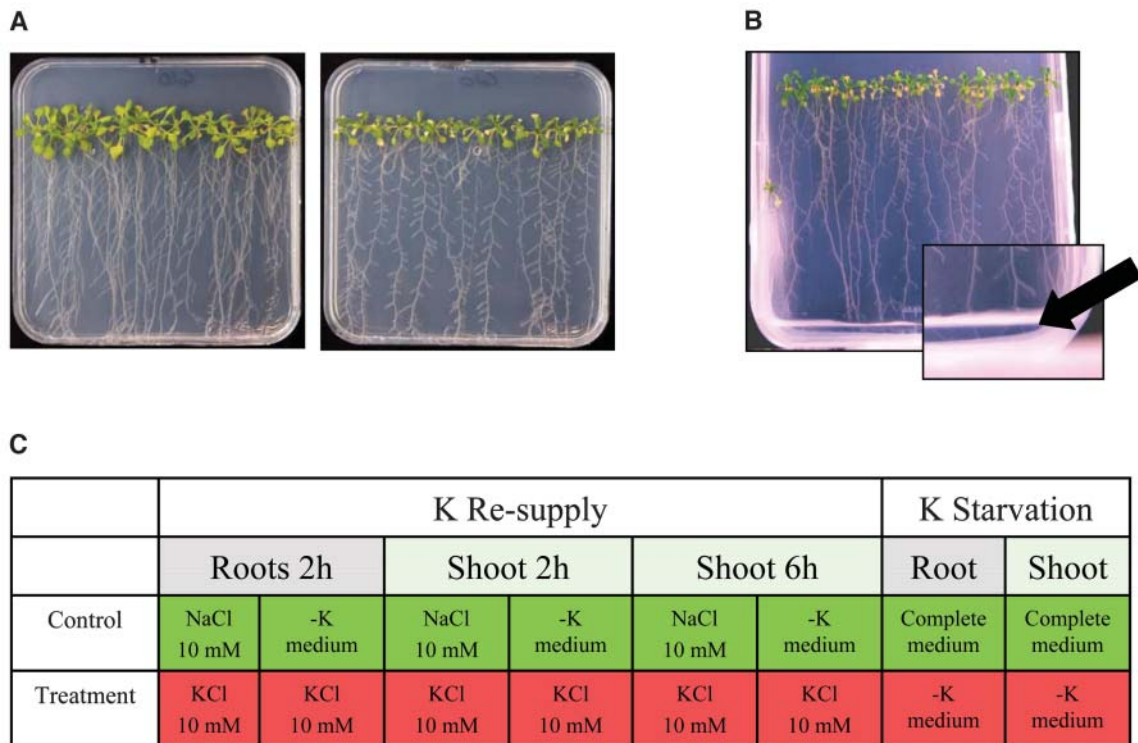 A
B
C
K Re-supply K Starvation
Roots 2h Shoot 2h Shoot 6h Root Shoot
Control NaCl 10 mM -K medium NaCl 10 mM -K medium NaCl 10 mM -K medium Complete medium Complete medium
Treatment KCl 10 mM KCl 10 mM KCl 10 mM KCl 10 mM KCl 10 mM KCl 10 mM -K medium -K medium